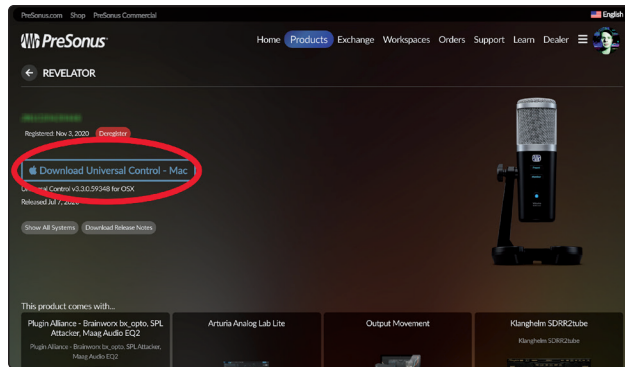 PreSonus.com Shop PreSonus Commercial English
PreSonus Home Products Exchange Workspaces Orders Support Learn Dealer
REVELATOR
Registered: Nov 3, 2020 Deregister
Download Universal Control - Mac
Universal Control v3.3.0.59348 for OSX
Released Jul 7, 2020
Show All Systems Download Release Notes
This product comes with...
Plugin Alliance - Brainworx bx_opto, SPL Attacker, Maag Audio EQ2
Plugin Alliance - Brainworx bx_opto, SPL Attacker, Maag Audio EQ2
Arturia Analog Lab Lite
Output Movement
Klanghelm SDRR2tube
Klanghelm SDRR2tube